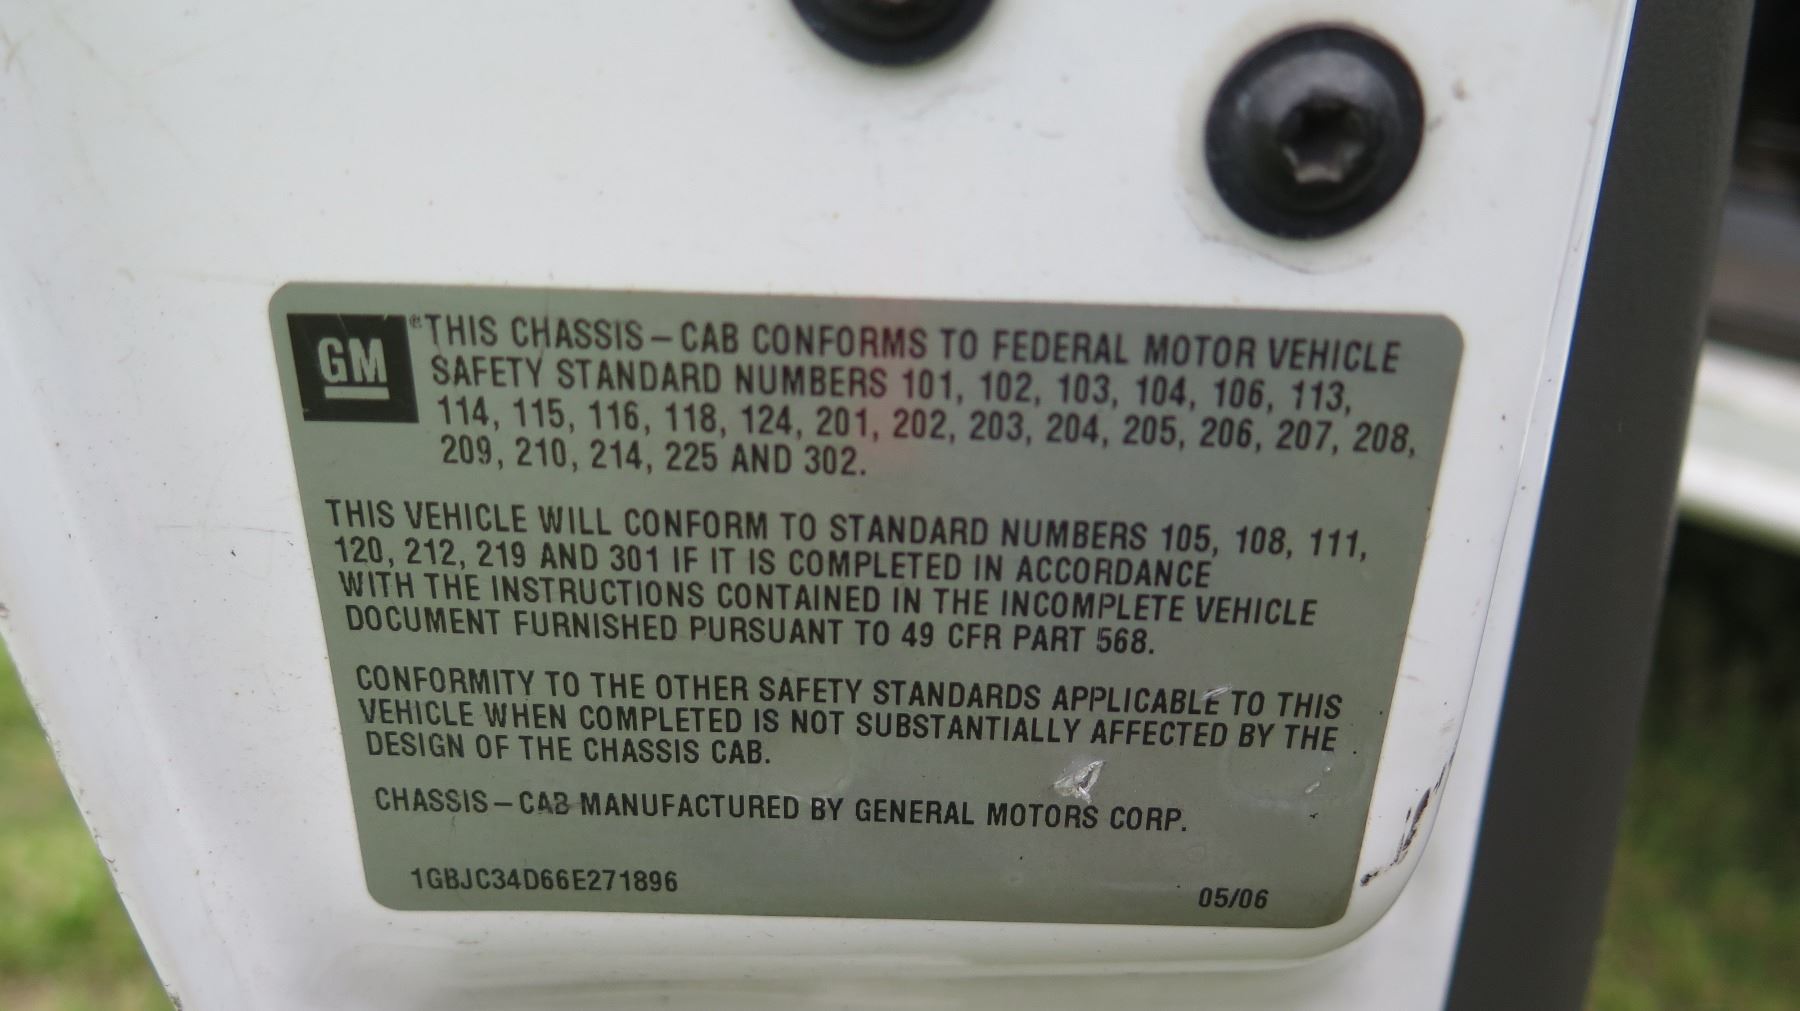 GM
®THIS CHASSIS – CAB CONFORMS TO FEDERAL MOTOR VEHICLE
SAFETY STANDARD NUMBERS 101, 102, 103, 104, 106, 113,
114, 115, 116, 118, 124, 201, 202, 203, 204, 205, 206, 207, 208,
209, 210, 214, 225 AND 302.
THIS VEHICLE WILL CONFORM TO STANDARD NUMBERS 105, 108, 111,
120, 212, 219 AND 301 IF IT IS COMPLETED IN ACCORDANCE
WITH THE INSTRUCTIONS CONTAINED IN THE INCOMPLETE VEHICLE
DOCUMENT FURNISHED PURSUANT TO 49 CFR PART 568.
CONFORMITY TO THE OTHER SAFETY STANDARDS APPLICABLE TO THIS
VEHICLE WHEN COMPLETED IS NOT SUBSTANTIALLY AFFECTED BY THE
DESIGN OF THE CHASSIS CAB.
CHASSIS – CAB MANUFACTURED BY GENERAL MOTORS CORP.
1GBJC34D66E271896
05/06